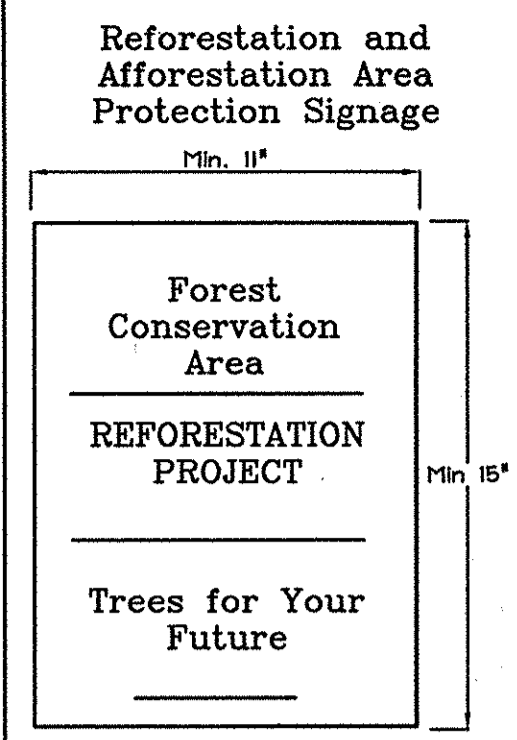 Reforestation and
Afforestation Area
Protection Signage
Min. 11"
Forest
Conservation
Area
REFORESTATION
PROJECT
Min 15"
Trees for Your
Future